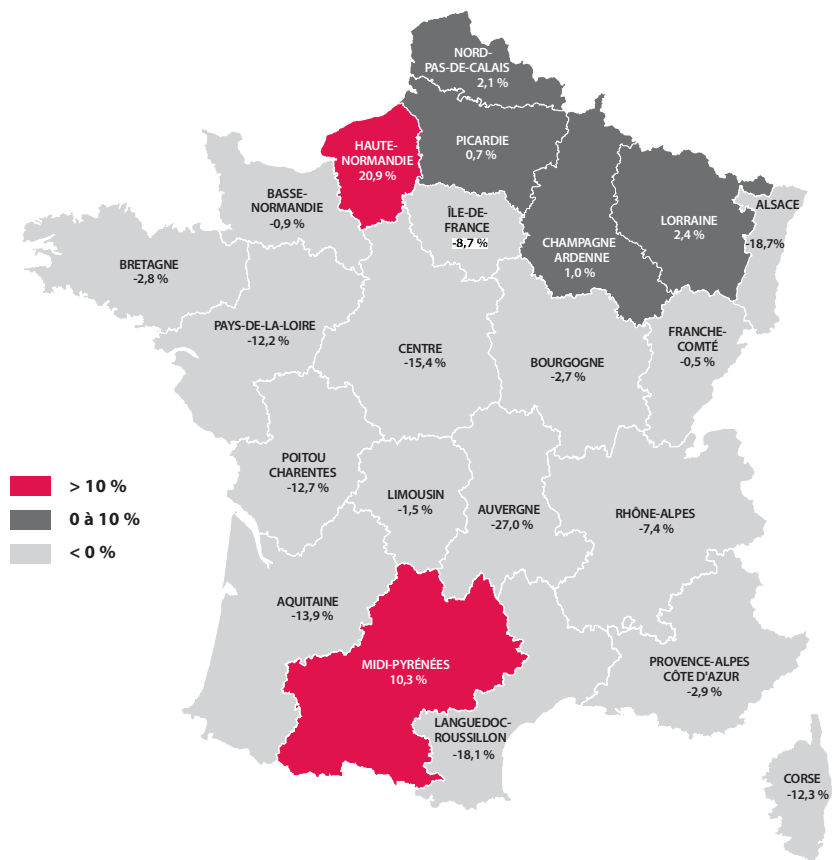 NORD-
PAS-DE-CALAIS
2,1 %
HAUTE-
NORMANDIE
20,9 %
PICARDIE
0,7 %
BASSE-
NORMANDIE
-0,9 %
ÎLE-DE-
FRANCE
-8,7 %
CHAMPAGNE
ARDENNE
1,0 %
LORRAINE
2,4 %
ALSACE
-18,7%
BRETAGNE
-2,8 %
PAYS-DE-LA-LOIRE
-12,2 %
CENTRE
-15,4 %
BOURGOGNE
-2,7 %
FRANCHE-
COMTÉ
-0,5 %
POITOU
CHARENTES
-12,7 %
LIMOUSIN
-1,5 %
AUVERGNE
-27,0 %
RHÔNE-ALPES
-7,4 %
> 10 %
0 à 10 %
< 0 %
AQUITAINE
-13,9 %
MIDI-PYRÉNÉES
10,3 %
LANGUEDOC-
ROUSSILLON
-18,1 %
PROVENCE-ALPES
CÔTE D'AZUR
-2,9 %
CORSE
-12,3 %